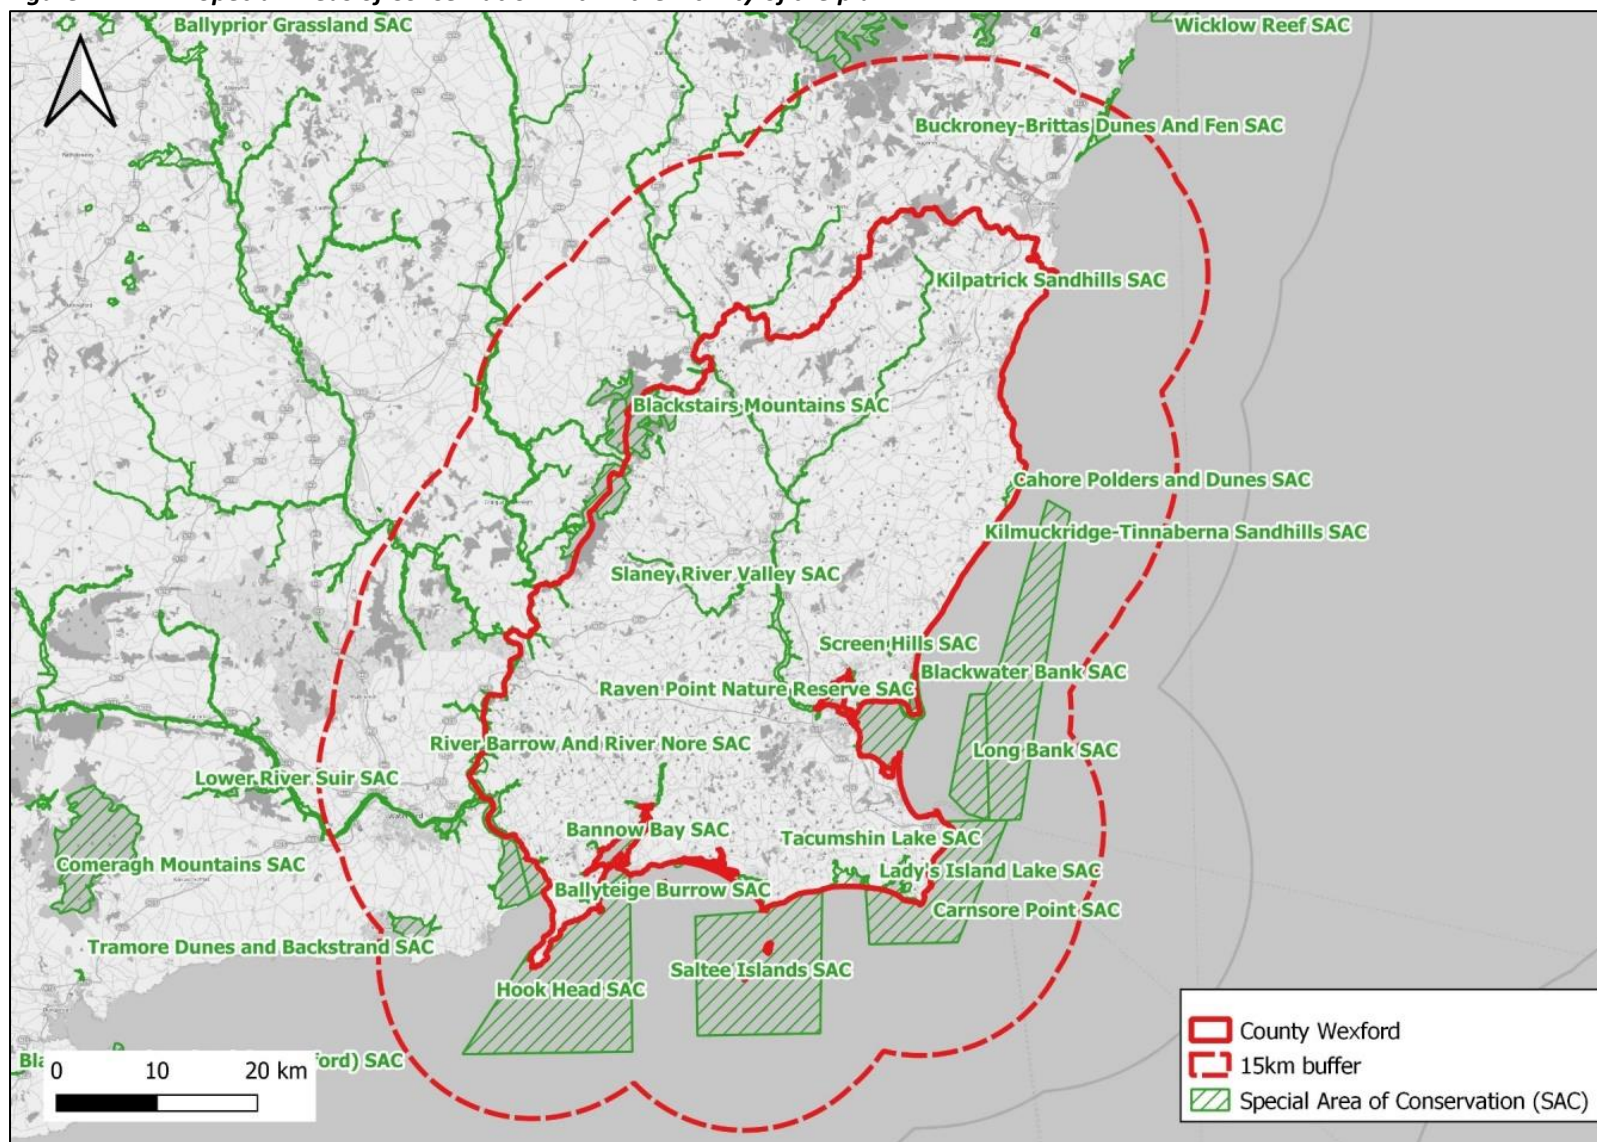 Ballyprior Grassland SAC
Wicklow Reef SAC
Buckroney-Brittas Dunes And Fen SAC
Kilpatrick Sandhills SAC
Blackstairs Mountains SAC
Cahore Polders and Dunes SAC
Kilmuckridge-Tinnaberna Sandhills SAC
Slaney River Valley SAC
Screen Hills SAC
Blackwater Bank SAC
Raven Point Nature Reserve SAC
River Barrow And River Nore SAC
Long Bank SAC
Lower River Suir SAC
Bannow Bay SAC
Tacumshin Lake SAC
Comeragh Mountains SAC
Lady's Island Lake SAC
Ballyteige Burrow SAC
Carnsore Point SAC
Tramore Dunes and Backstrand SAC
Saltee Islands SAC
Hook Head SAC
ford) SAC
0 10 20 km
County Wexford
15km buffer
Special Area of Conservation (SAC)